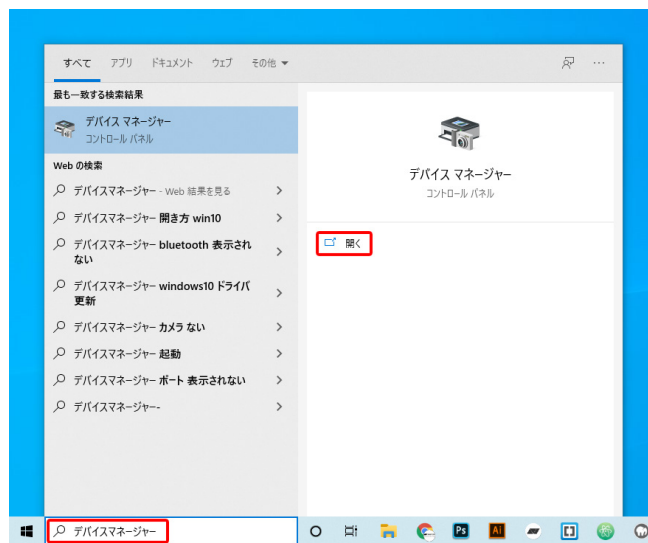 すべて アプリ ドキュメント ウェブ その他
最も一致する検索結果
デバイス マネージャー
コントロール パネル
Web の検索
デバイスマネージャー - Web 結果を見る
デバイスマネージャー 開き方 win10
デバイスマネージャー bluetooth 表示され
ない
デバイスマネージャー windows10 ドライバ
更新
デバイスマネージャー カメラ ない
デバイスマネージャー 起動
デバイスマネージャー ポート 表示されない
デバイスマネージャー-
デバイス マネージャー
コントロール パネル
開く
デバイスマネージャー
Ps
Ai